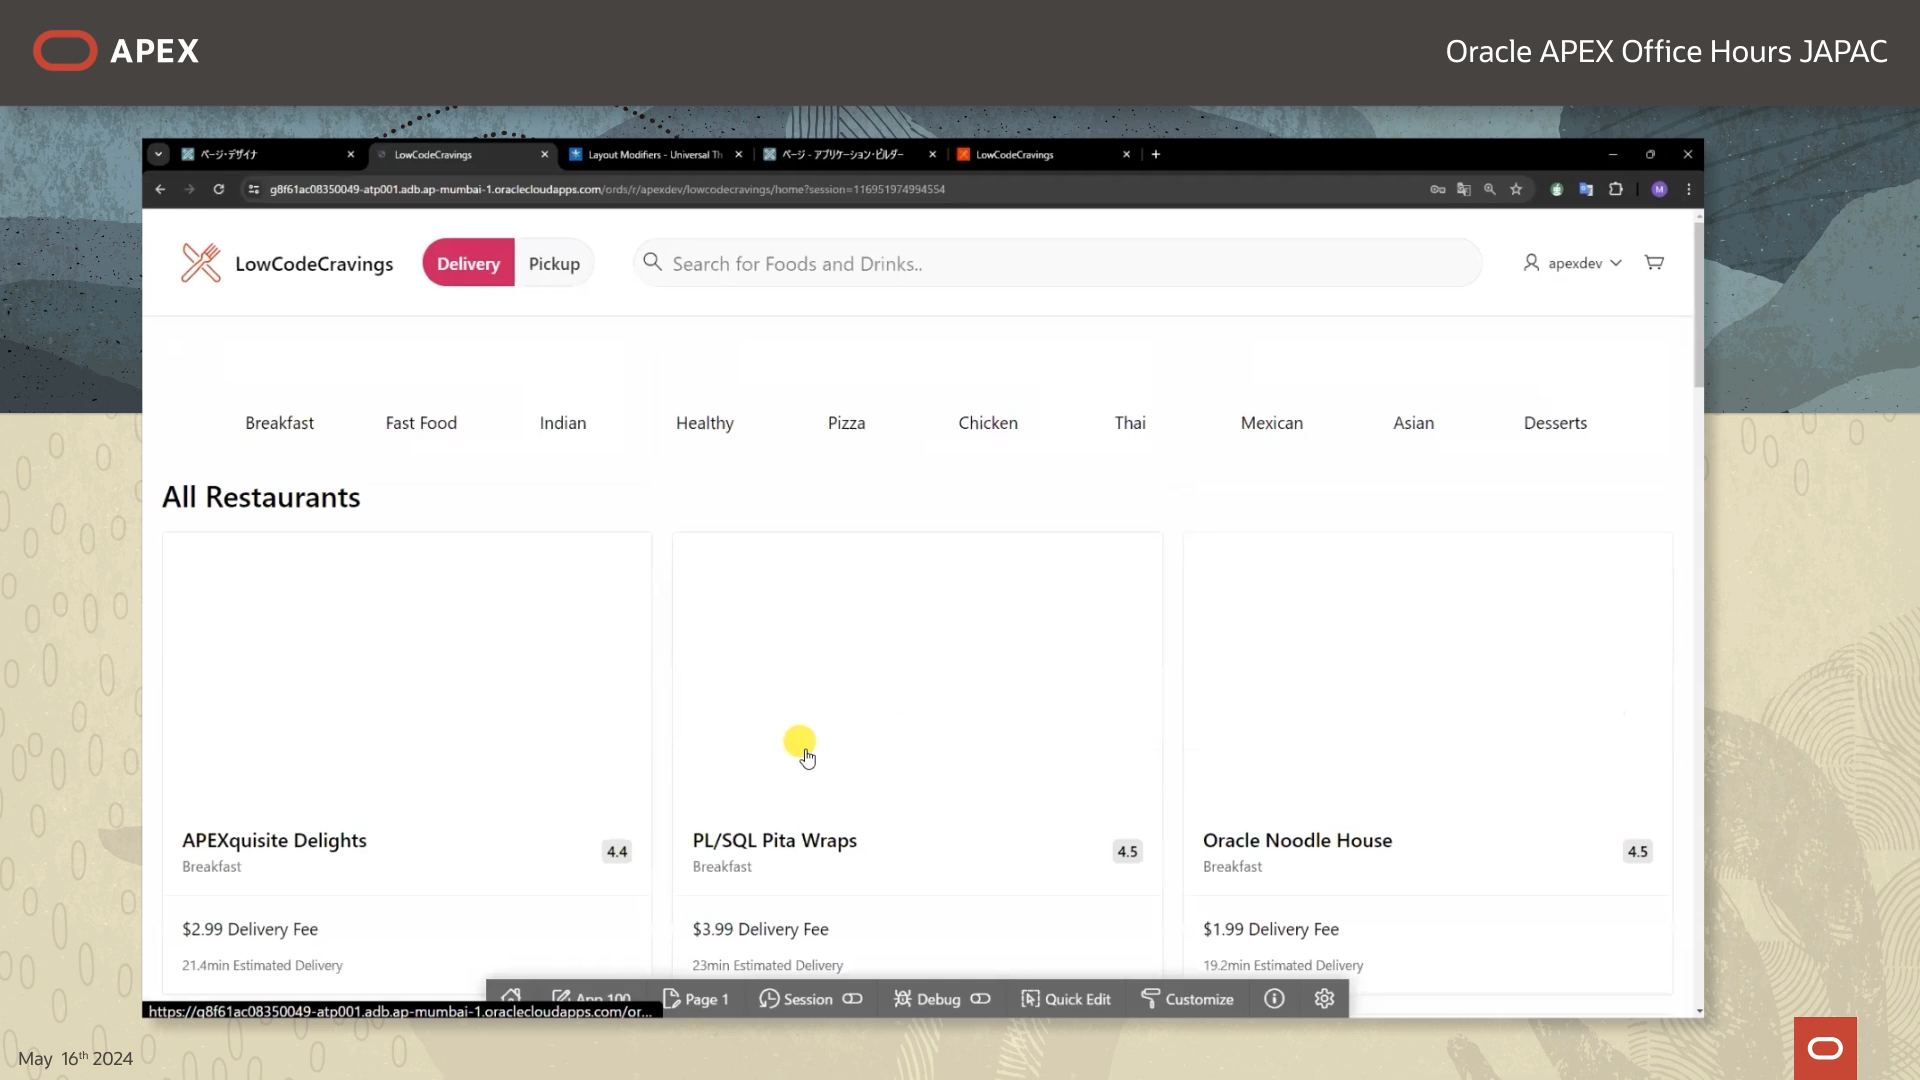 APEX
Oracle APEX Office Hours JAPAC
ページ・デザイナ
LowCodeCravings
Layout Modifiers - Universal Th
ページ - アプリケーション・ビルダー
LowCodeCravings
g8f61ac08350049-atp001.adb.ap-mumbai-1.oraclecloudapps.com/ords/r/apexdev/lowcodecravings/home?session=116951974994554
M
LowCodeCravings
Delivery
Pickup
Search for Foods and Drinks..
apexdev
Breakfast
Fast Food
Indian
Healthy
Pizza
Chicken
Thai
Mexican
Asian
Desserts
All Restaurants
APEXquisite Delights
Breakfast
4.4
$2.99 Delivery Fee
21.4min Estimated Delivery
PL/SQL Pita Wraps
Breakfast
4.5
$3.99 Delivery Fee
23min Estimated Delivery
Oracle Noodle House
Breakfast
4.5
$1.99 Delivery Fee
19.2min Estimated Delivery
App 100
Page 1
Session
Debug
Quick Edit
Customize
https://g8f61ac08350049-atp001.adb.ap-mumbai-1.oraclecloudapps.com/or...
May 16th 2024